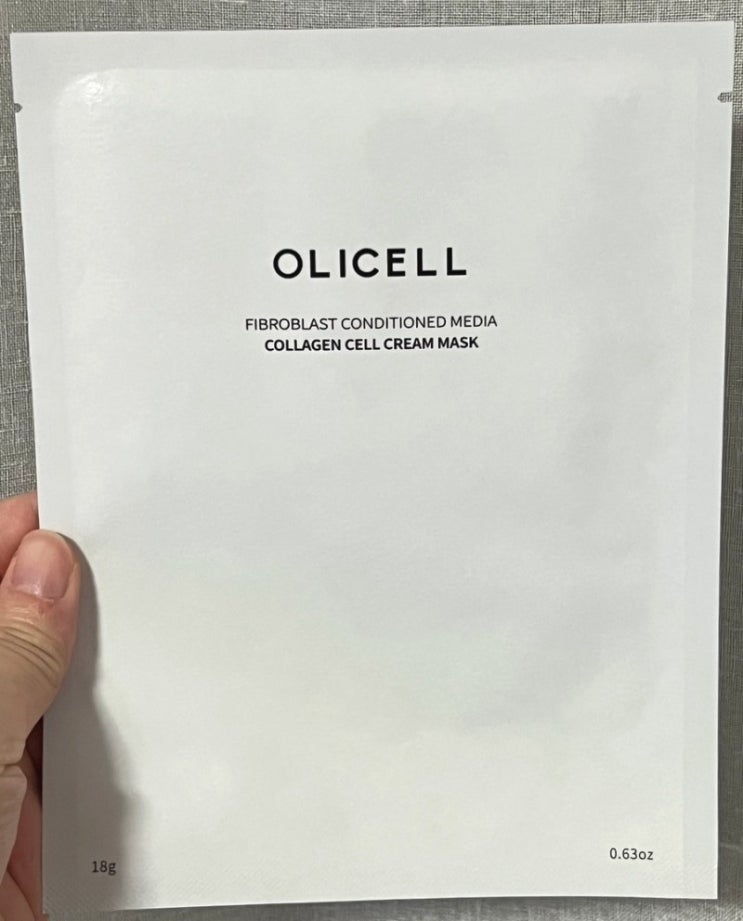 OLICELL
FIBROBLAST CONDITIONED MEDIA
COLLAGEN CELL CREAM MASK
18g
0.63oz